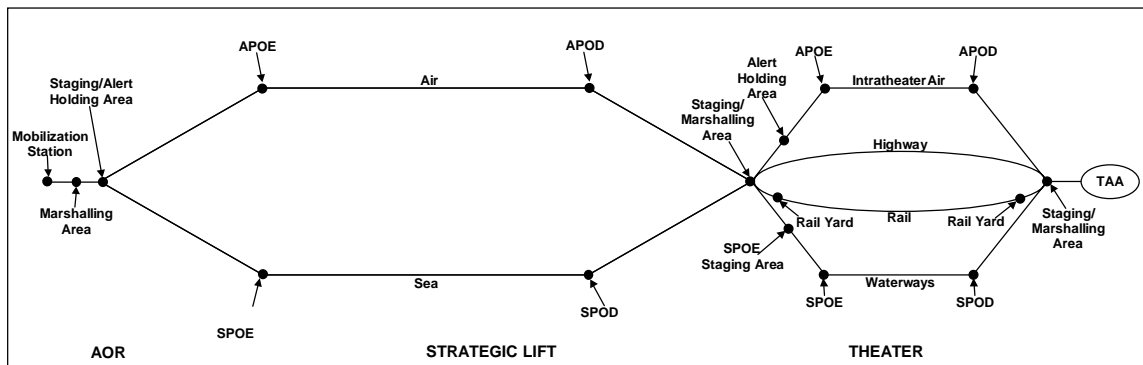 APOE
APOD
Air
Staging/Alert
Holding Area
Mobilization
Station
Marshalling
Area
Sea
SPOE
SPOD
Staging/
Marshalling
Area
Alert
Holding
Area
APOE
APOD
Intratheater Air
Highway
Rail
Rail Yard
Rail Yard
SPOE
Staging Area
SPOE
Waterways
SPOD
TAA
Staging/
Marshalling
Area
AOR
STRATEGIC LIFT
THEATER